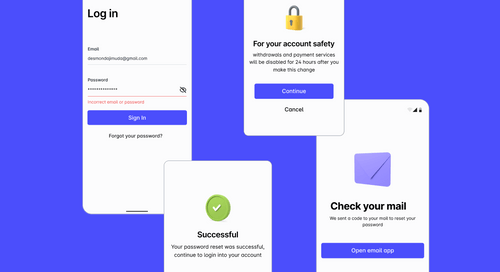 Log in
Email
desmondajimuda@gmail.com
Password
••••••••••••••
Incorrect email or password
Sign In
Forgot your password?
For your account safety
withdrawals and payment services
will be disabled for 24 hours after you
make this change
Continue
Cancel
Successful
Your password reset was successful,
continue to login into your account
Check your mail
We sent a code to your mail to reset your
password
Open email app